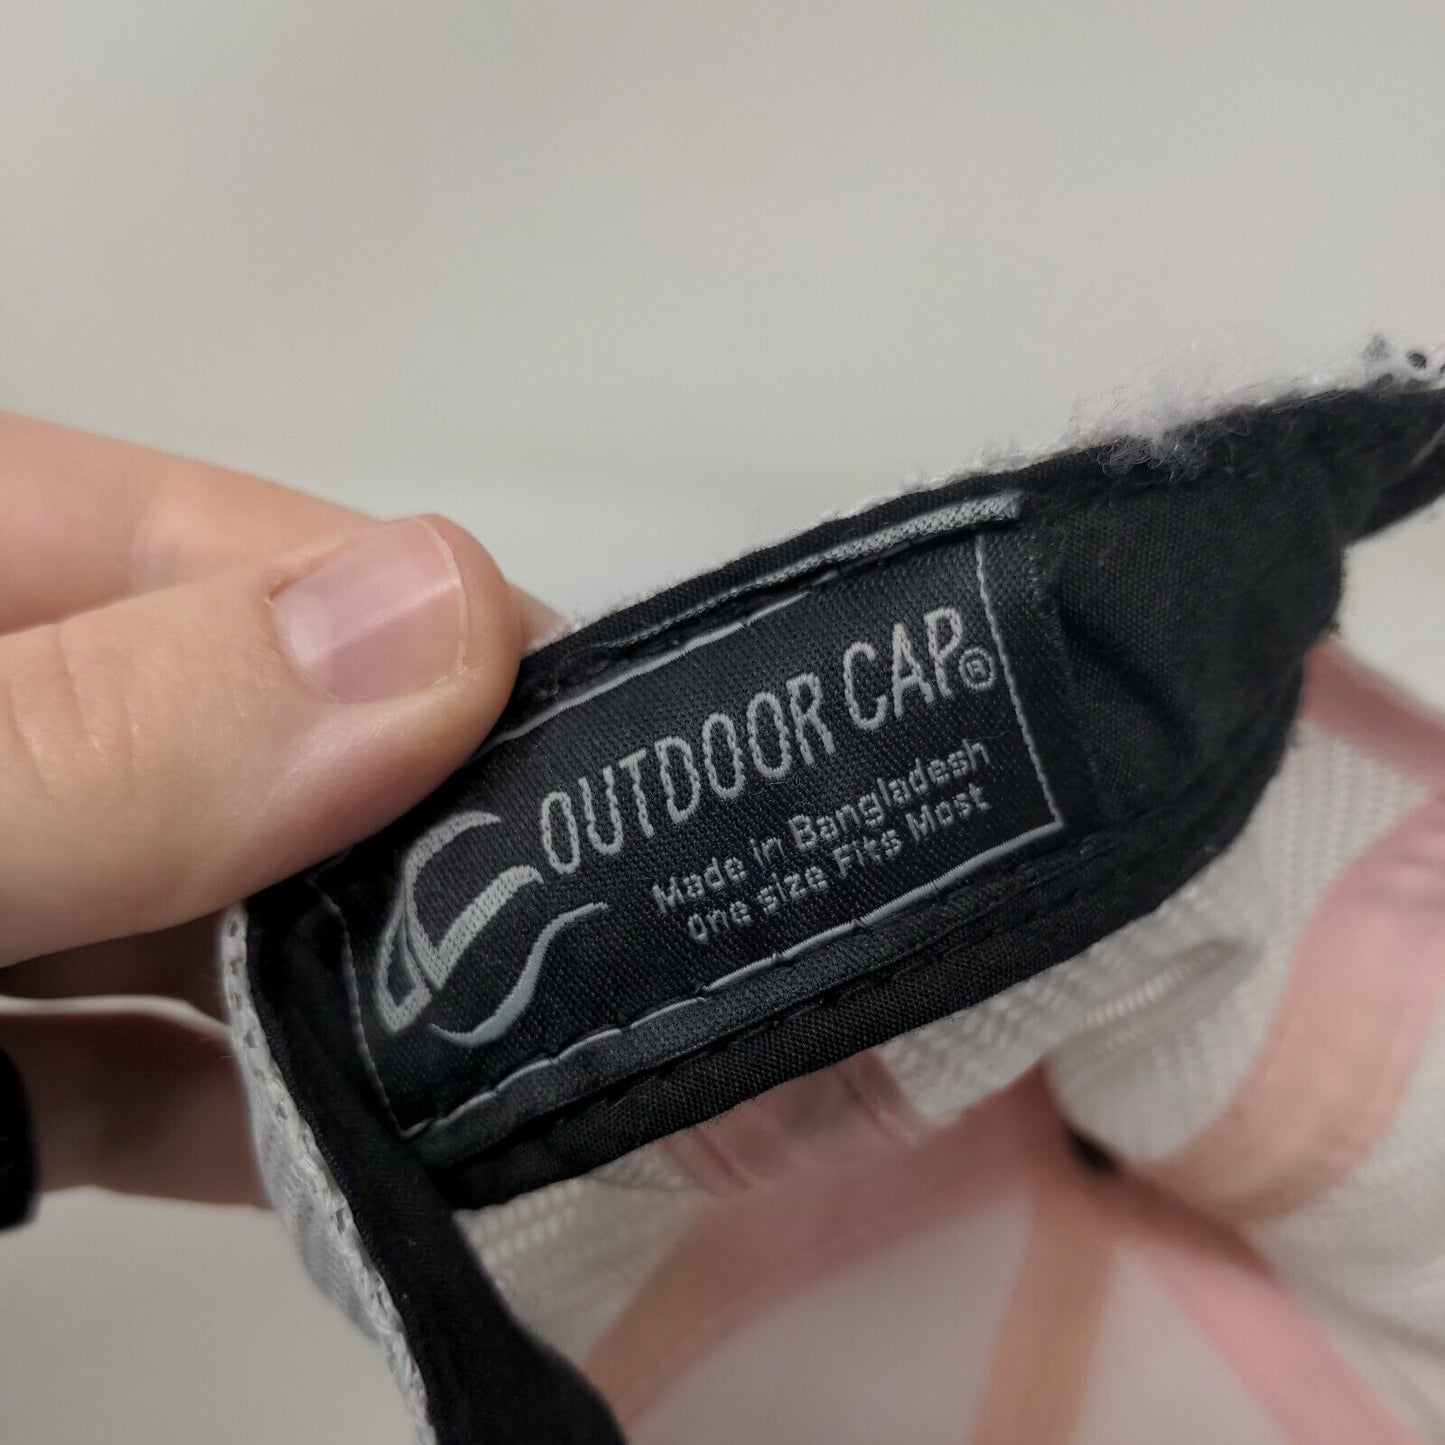 OUTDOOR CAP®
Made in Bangladesh
One size Fits Most